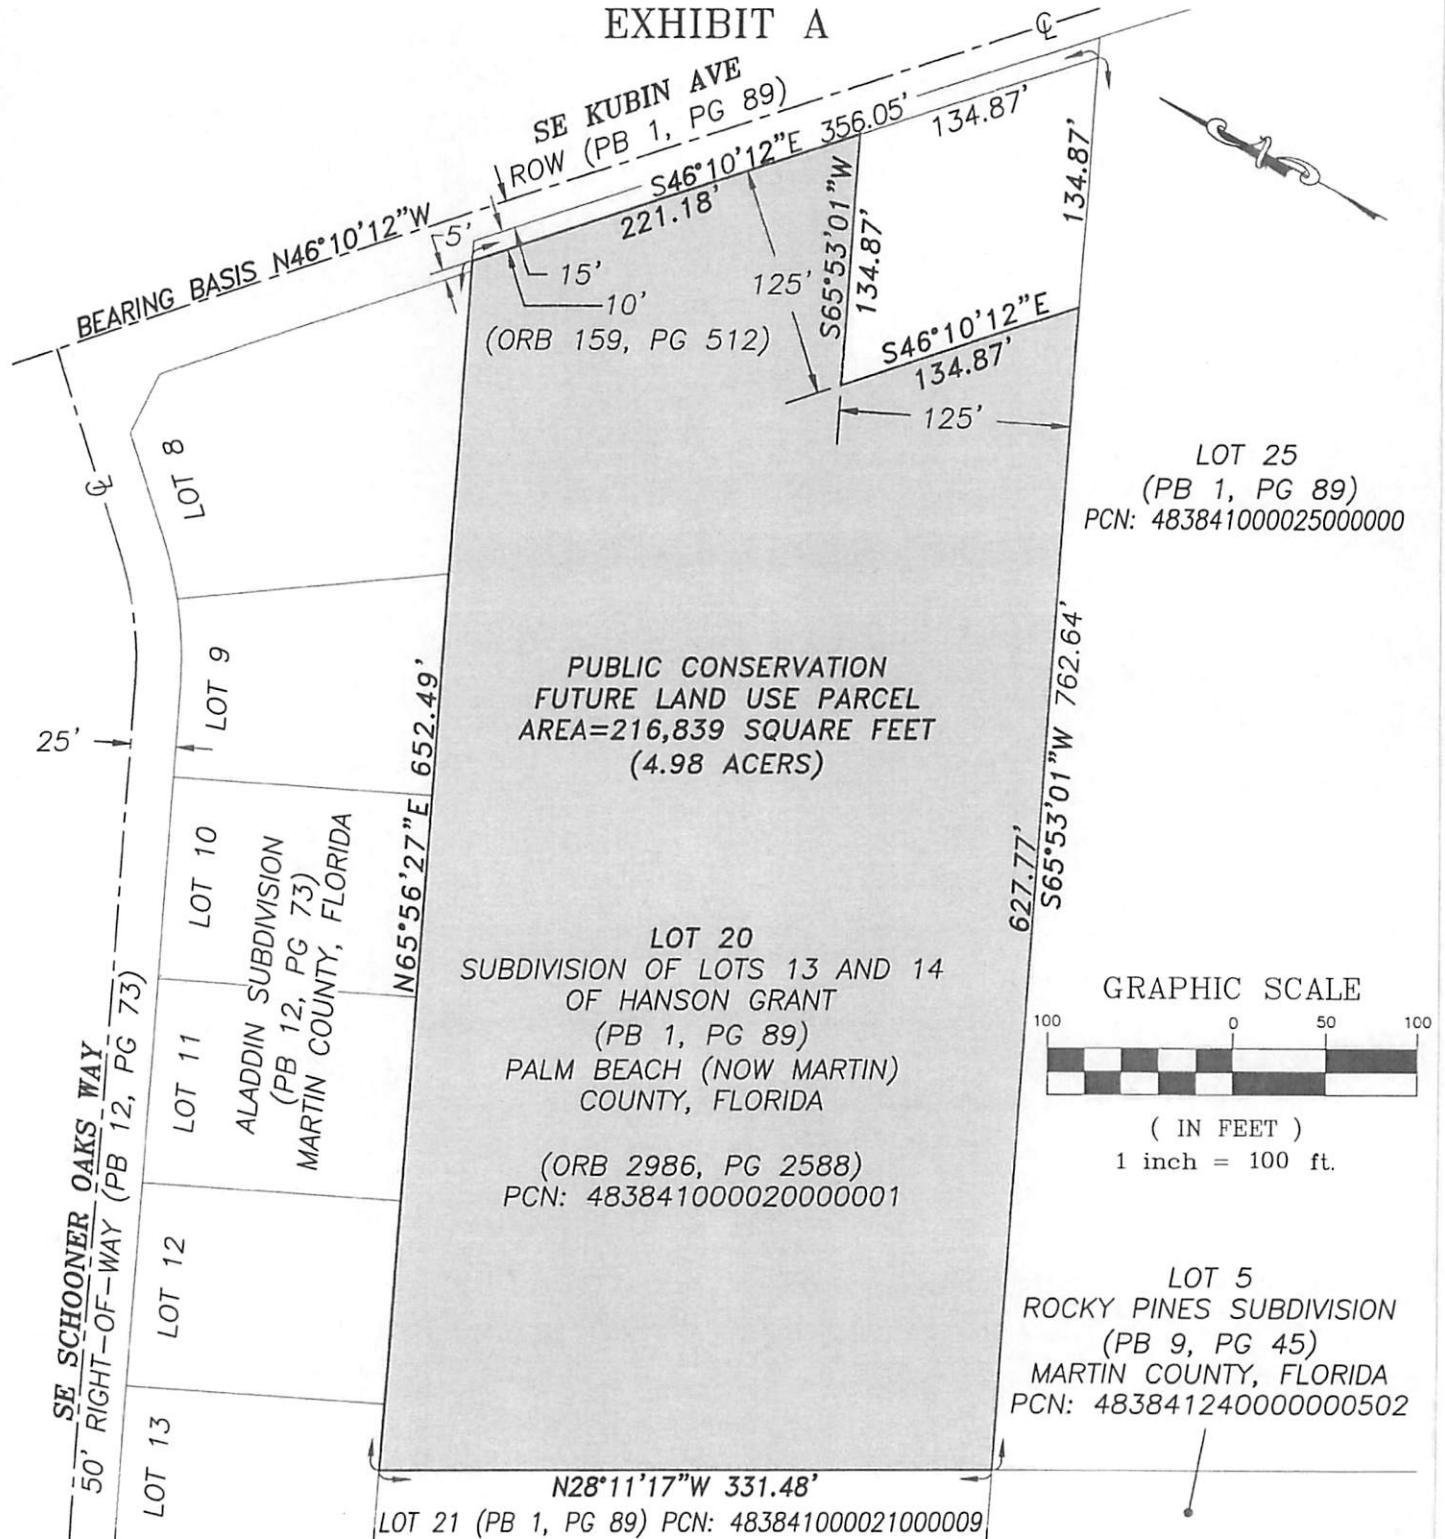 EXHIBIT A
SE KUBIN AVE
ROW (PB 1, PG 89)
℄
BEARING BASIS N46°10'12"W
S46°10'12"E 356.05'
134.87'
221.18'
5'
15'
10'
(ORB 159, PG 512)
125'
S65°53'01"W
134.87'
134.87'
S46°10'12"E
134.87'
125'
℄
LOT 8
LOT 25
(PB 1, PG 89)
PCN: 483841000025000000
LOT 9
25'
N65°56'27"E 652.49'
PUBLIC CONSERVATION
FUTURE LAND USE PARCEL
AREA=216,839 SQUARE FEET
(4.98 ACERS)
S65°53'01"W 762.64'
627.77'
LOT 10
ALADDIN SUBDIVISION
(PB 12, PG 73)
MARTIN COUNTY, FLORIDA
LOT 20
SUBDIVISION OF LOTS 13 AND 14
OF HANSON GRANT
(PB 1, PG 89)
PALM BEACH (NOW MARTIN)
COUNTY, FLORIDA
(ORB 2986, PG 2588)
PCN: 483841000020000001
GRAPHIC SCALE
100 0 50 100
( IN FEET )
1 inch = 100 ft.
LOT 11
SE SCHOONER OAKS WAY
50' RIGHT-OF-WAY (PB 12, PG 73)
LOT 12
LOT 13
LOT 5
ROCKY PINES SUBDIVISION
(PB 9, PG 45)
MARTIN COUNTY, FLORIDA
PCN: 483841240000000502
N28°11'17"W 331.48'
LOT 21 (PB 1, PG 89) PCN: 483841000021000009